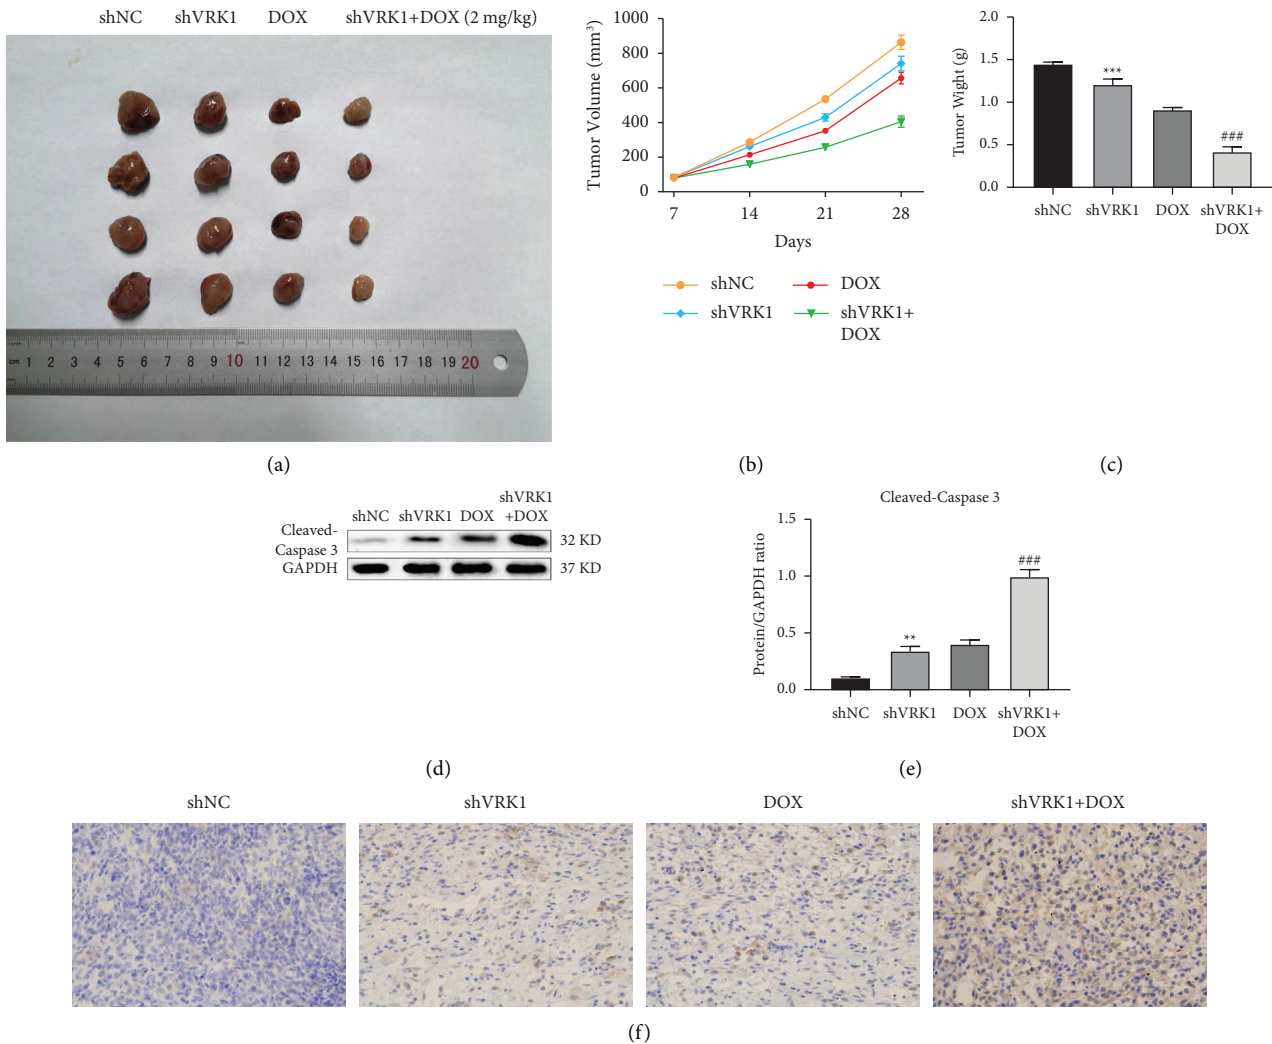 shNC shVRK1 DOX shVRK1+DOX (2 mg/kg)
cm 1 2 3 4 5 6 7 8 9 10 11 12 13 14 15 16 17 18 19 20
(a)
Tumor Volume (mm³)
1000
800
600
400
200
0
7 14 21 28
Days
shNC
DOX
shVRK1
shVRK1+
DOX
(b)
Tumor Wight (g)
2.0
1.5
1.0
0.5
0.0
***
###
shNC shVRK1 DOX shVRK1+
DOX
(c)
shNC shVRK1 DOX shVRK1
+DOX
Cleaved-
Caspase 3
32 KD
GAPDH
37 KD
(d)
Cleaved-Caspase 3
Protein/GAPDH ratio
1.5
1.0
0.5
0.0
**
###
shNC shVRK1 DOX shVRK1+
DOX
(e)
shNC shVRK1 DOX shVRK1+DOX
(f)